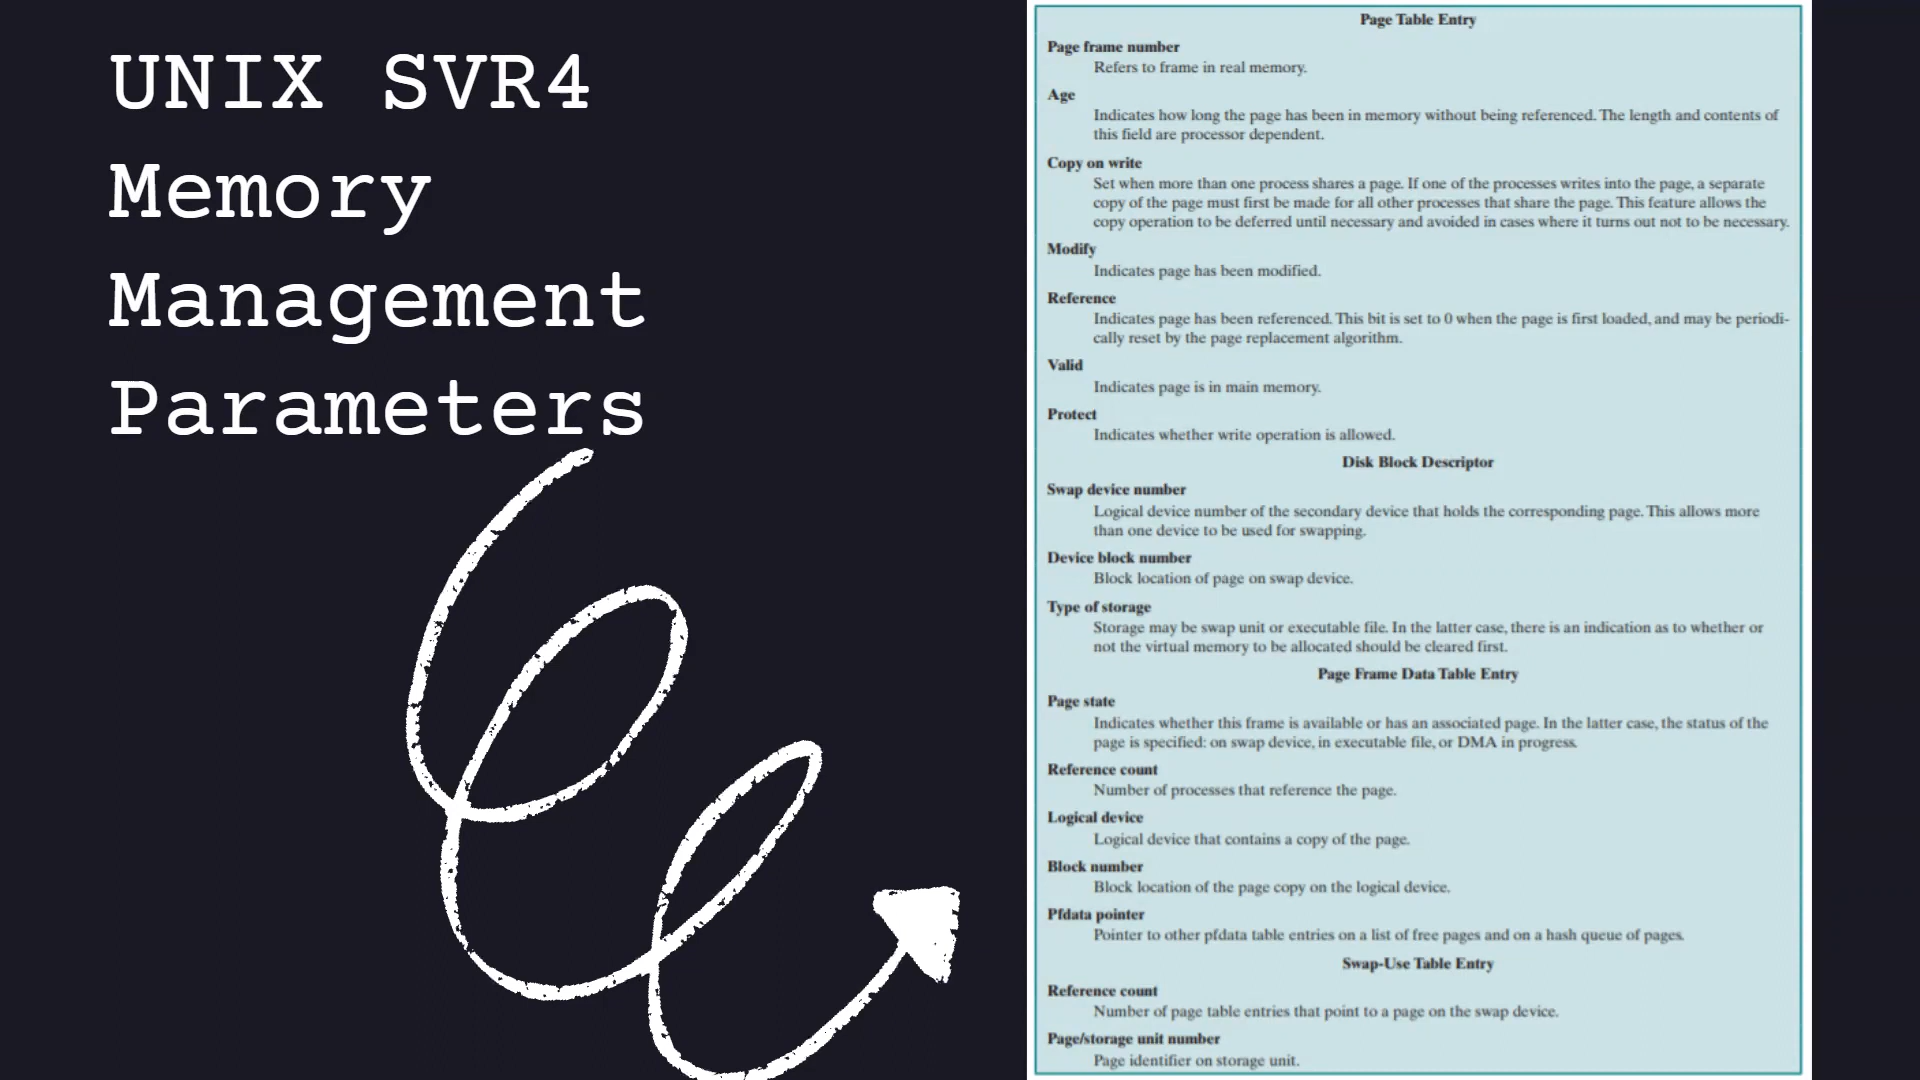 UNIX SVR4
Memory
Management
Parameters
Page Table Entry
Page frame number
Refers to frame in real memory.
Age
Indicates how long the page has been in memory without being referenced. The length and contents of
this field are processor dependent.
Copy on write
Set when more than one process shares a page. If one of the processes writes into the page, a separate
copy of the page must first be made for all other processes that share the page. This feature allows the
copy operation to be deferred until necessary and avoided in cases where it turns out not to be necessary.
Modify
Indicates page has been modified.
Reference
Indicates page has been referenced. This bit is set to 0 when the page is first loaded, and may be periodi-
cally reset by the page replacement algorithm.
Valid
Indicates page is in main memory.
Protect
Indicates whether write operation is allowed.
Disk Block Descriptor
Swap device number
Logical device number of the secondary device that holds the corresponding page. This allows more
than one device to be used for swapping.
Device block number
Block location of page on swap device.
Type of storage
Storage may be swap unit or executable file. In the latter case, there is an indication as to whether or
not the virtual memory to be allocated should be cleared first.
Page Frame Data Table Entry
Page state
Indicates whether this frame is available or has an associated page. In the latter case, the status of the
page is specified: on swap device, in executable file, or DMA in progress.
Reference count
Number of processes that reference the page.
Logical device
Logical device that contains a copy of the page.
Block number
Block location of the page copy on the logical device.
Pfdata pointer
Pointer to other pfdata table entries on a list of free pages and on a hash queue of pages.
Swap-Use Table Entry
Reference count
Number of page table entries that point to a page on the swap device.
Page/storage unit number
Page identifier on storage unit.